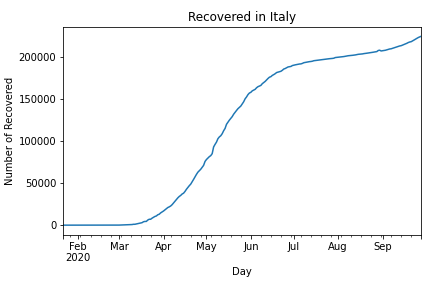 Recovered in Italy
Number of Recovered
200000
150000
100000
50000
0
Feb Mar Apr May Jun Jul Aug Sep
2020
Day